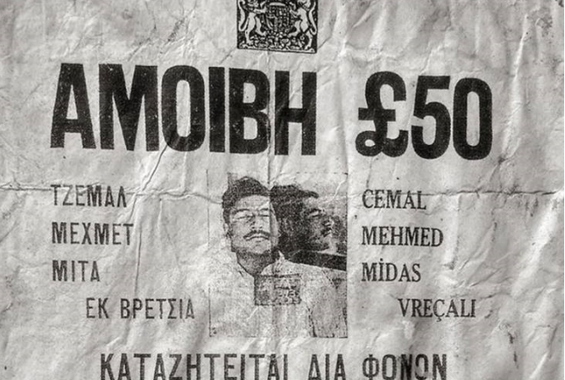 ΑΜΟΙΒΗ £50
ΤΖΕΜΑΛ
ΜΕΧΜΕΤ
ΜΙΤΑ
ΕΚ ΒΡΕΤΣΙΑ
CEMAL
MEHMED
MİDAS
VREÇALI
ΚΑΤΑΖΗΤΕΙΤΑΙ ΔΙΑ ΦΟΝΟΝ